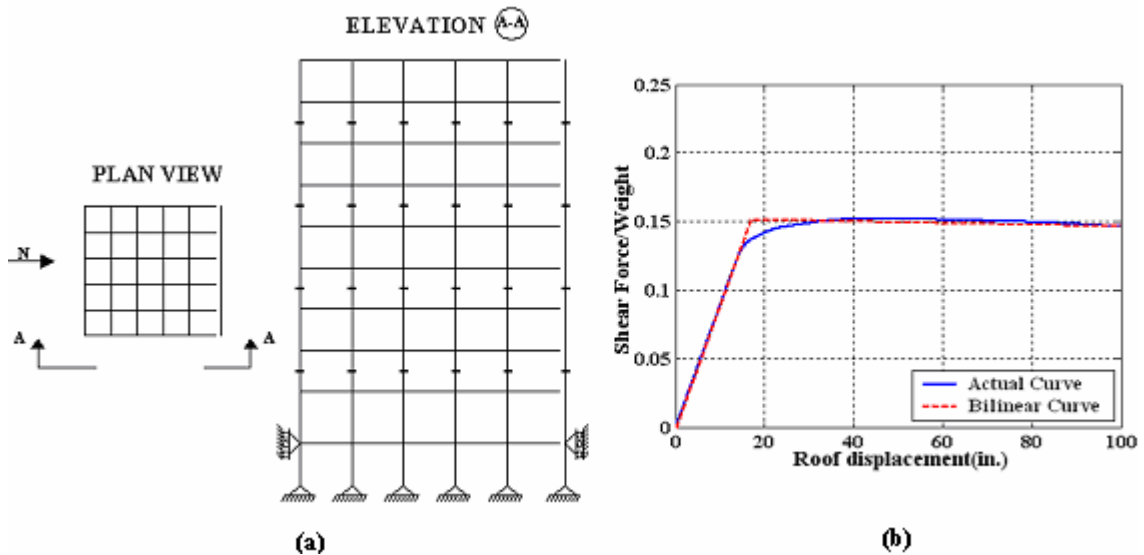 ELEVATION A-A
PLAN VIEW
N
A
A
(a)
0.25
0.2
0.15
0.1
0.05
0
Shear Force/Weight
Actual Curve
Bilinear Curve
0 20 40 60 80 100
Roof displacement(in.)
(b)